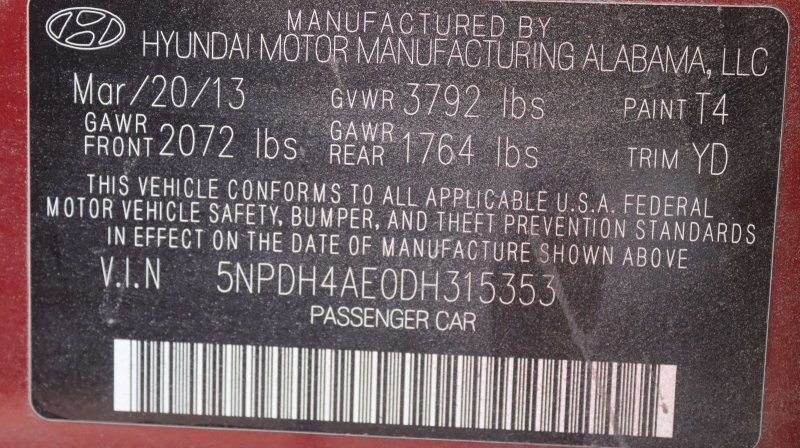 MANUFACTURED BY
HYUNDAI MOTOR MANUFACTURING ALABAMA, LLC
Mar/20/13 GVWR 3792 lbs PAINT T4
GAWR FRONT 2072 lbs GAWR REAR 1764 lbs TRIM YD
THIS VEHICLE CONFORMS TO ALL APPLICABLE U.S.A. FEDERAL
MOTOR VEHICLE SAFETY, BUMPER, AND THEFT PREVENTION STANDARDS
IN EFFECT ON THE DATE OF MANUFACTURE SHOWN ABOVE
V.I.N 5NPDH4AE0DH315353
PASSENGER CAR